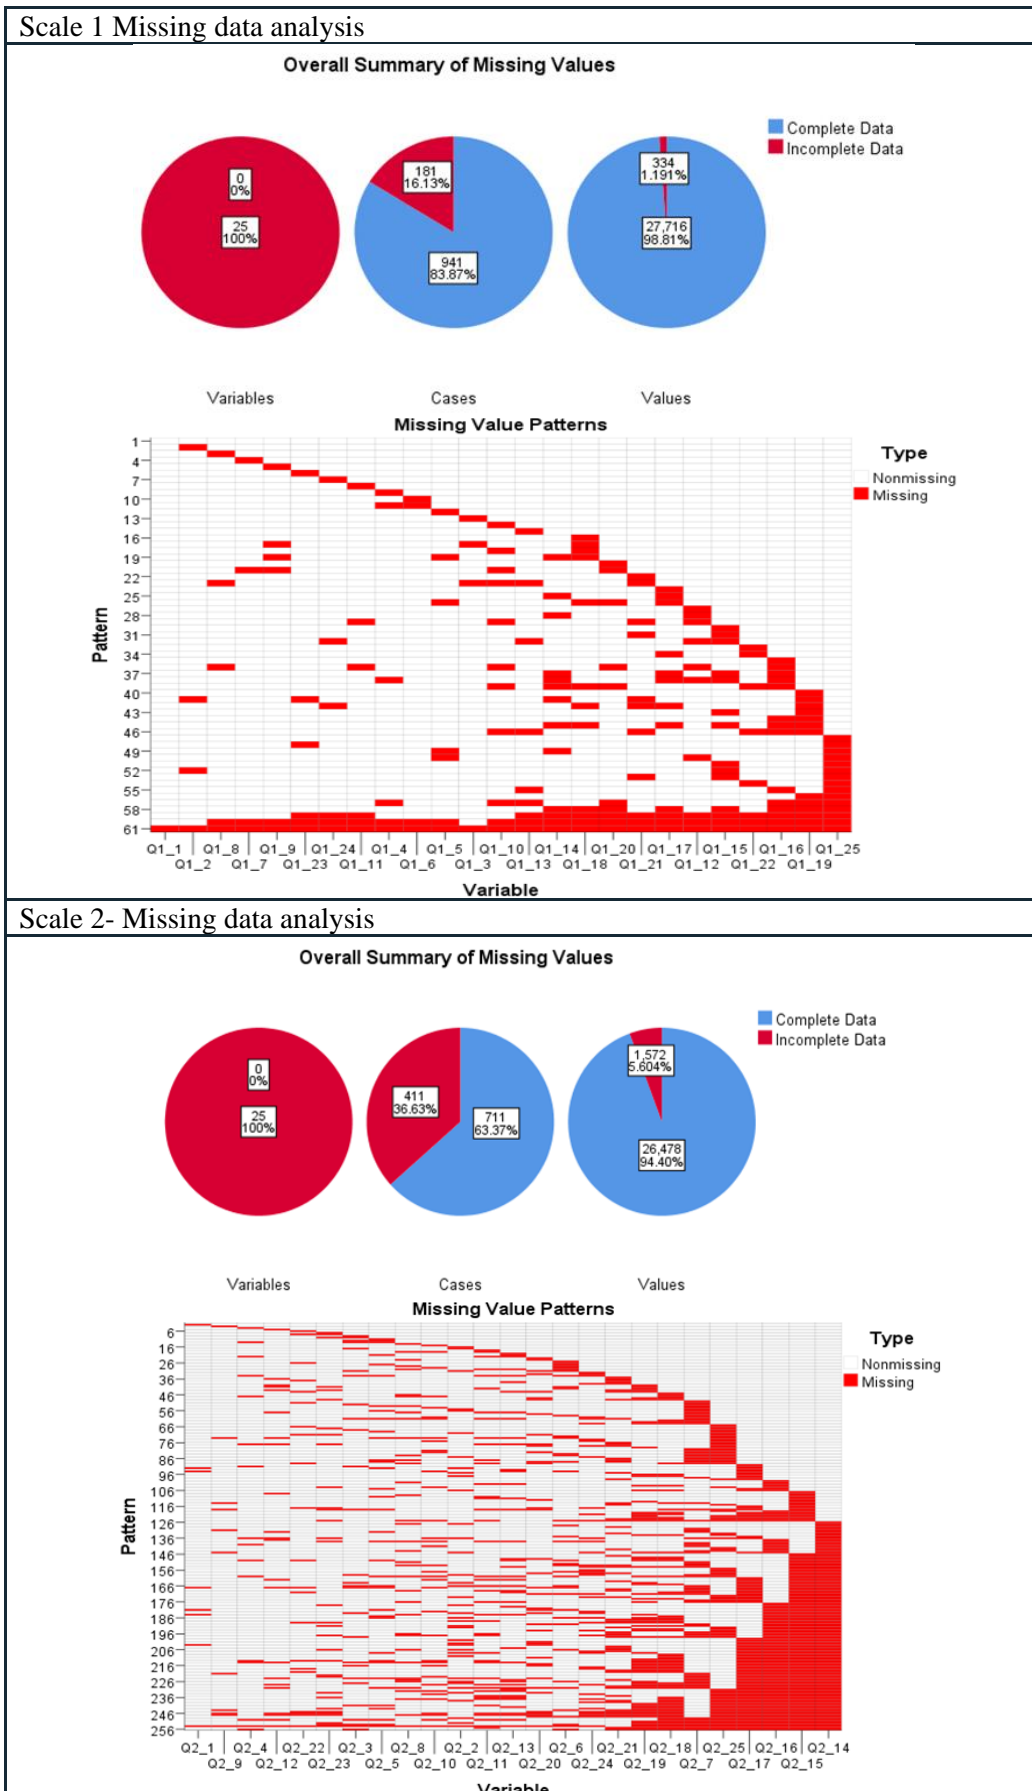 Scale 1 Missing data analysis
Overall Summary of Missing Values
Complete Data
Incomplete Data
0
0%
25
100%
181
16.13%
941
83.87%
334
1.191%
27,716
98.81%
Variables Cases Values
Missing Value Patterns
Type
Nonmissing
Missing
Pattern
1
4
7
10
13
16
19
22
25
28
31
34
37
40
43
46
49
52
55
58
61
Q1_1 Q1_8 Q1_9 Q1_24 Q1_4 Q1_5 Q1_10 Q1_14 Q1_20 Q1_17 Q1_15 Q1_16 Q1_25
Q1_2 Q1_7 Q1_23 Q1_11 Q1_6 Q1_3 Q1_13 Q1_18 Q1_21 Q1_12 Q1_22 Q1_19
Variable
Scale 2- Missing data analysis
Overall Summary of Missing Values
Complete Data
Incomplete Data
0
0%
25
100%
411
36.63%
711
63.37%
1,572
5.604%
26,478
94.40%
Variables Cases Values
Missing Value Patterns
Type
Nonmissing
Missing
Pattern
6
16
26
36
46
56
66
76
86
96
106
116
126
136
146
156
166
176
186
196
206
216
226
236
246
256
Q2_1 Q2_4 Q2_22 Q2_3 Q2_8 Q2_2 Q2_13 Q2_6 Q2_21 Q2_18 Q2_25 Q2_16 Q2_14
Q2_9 Q2_12 Q2_23 Q2_5 Q2_10 Q2_11 Q2_20 Q2_24 Q2_19 Q2_7 Q2_17 Q2_15
Variable